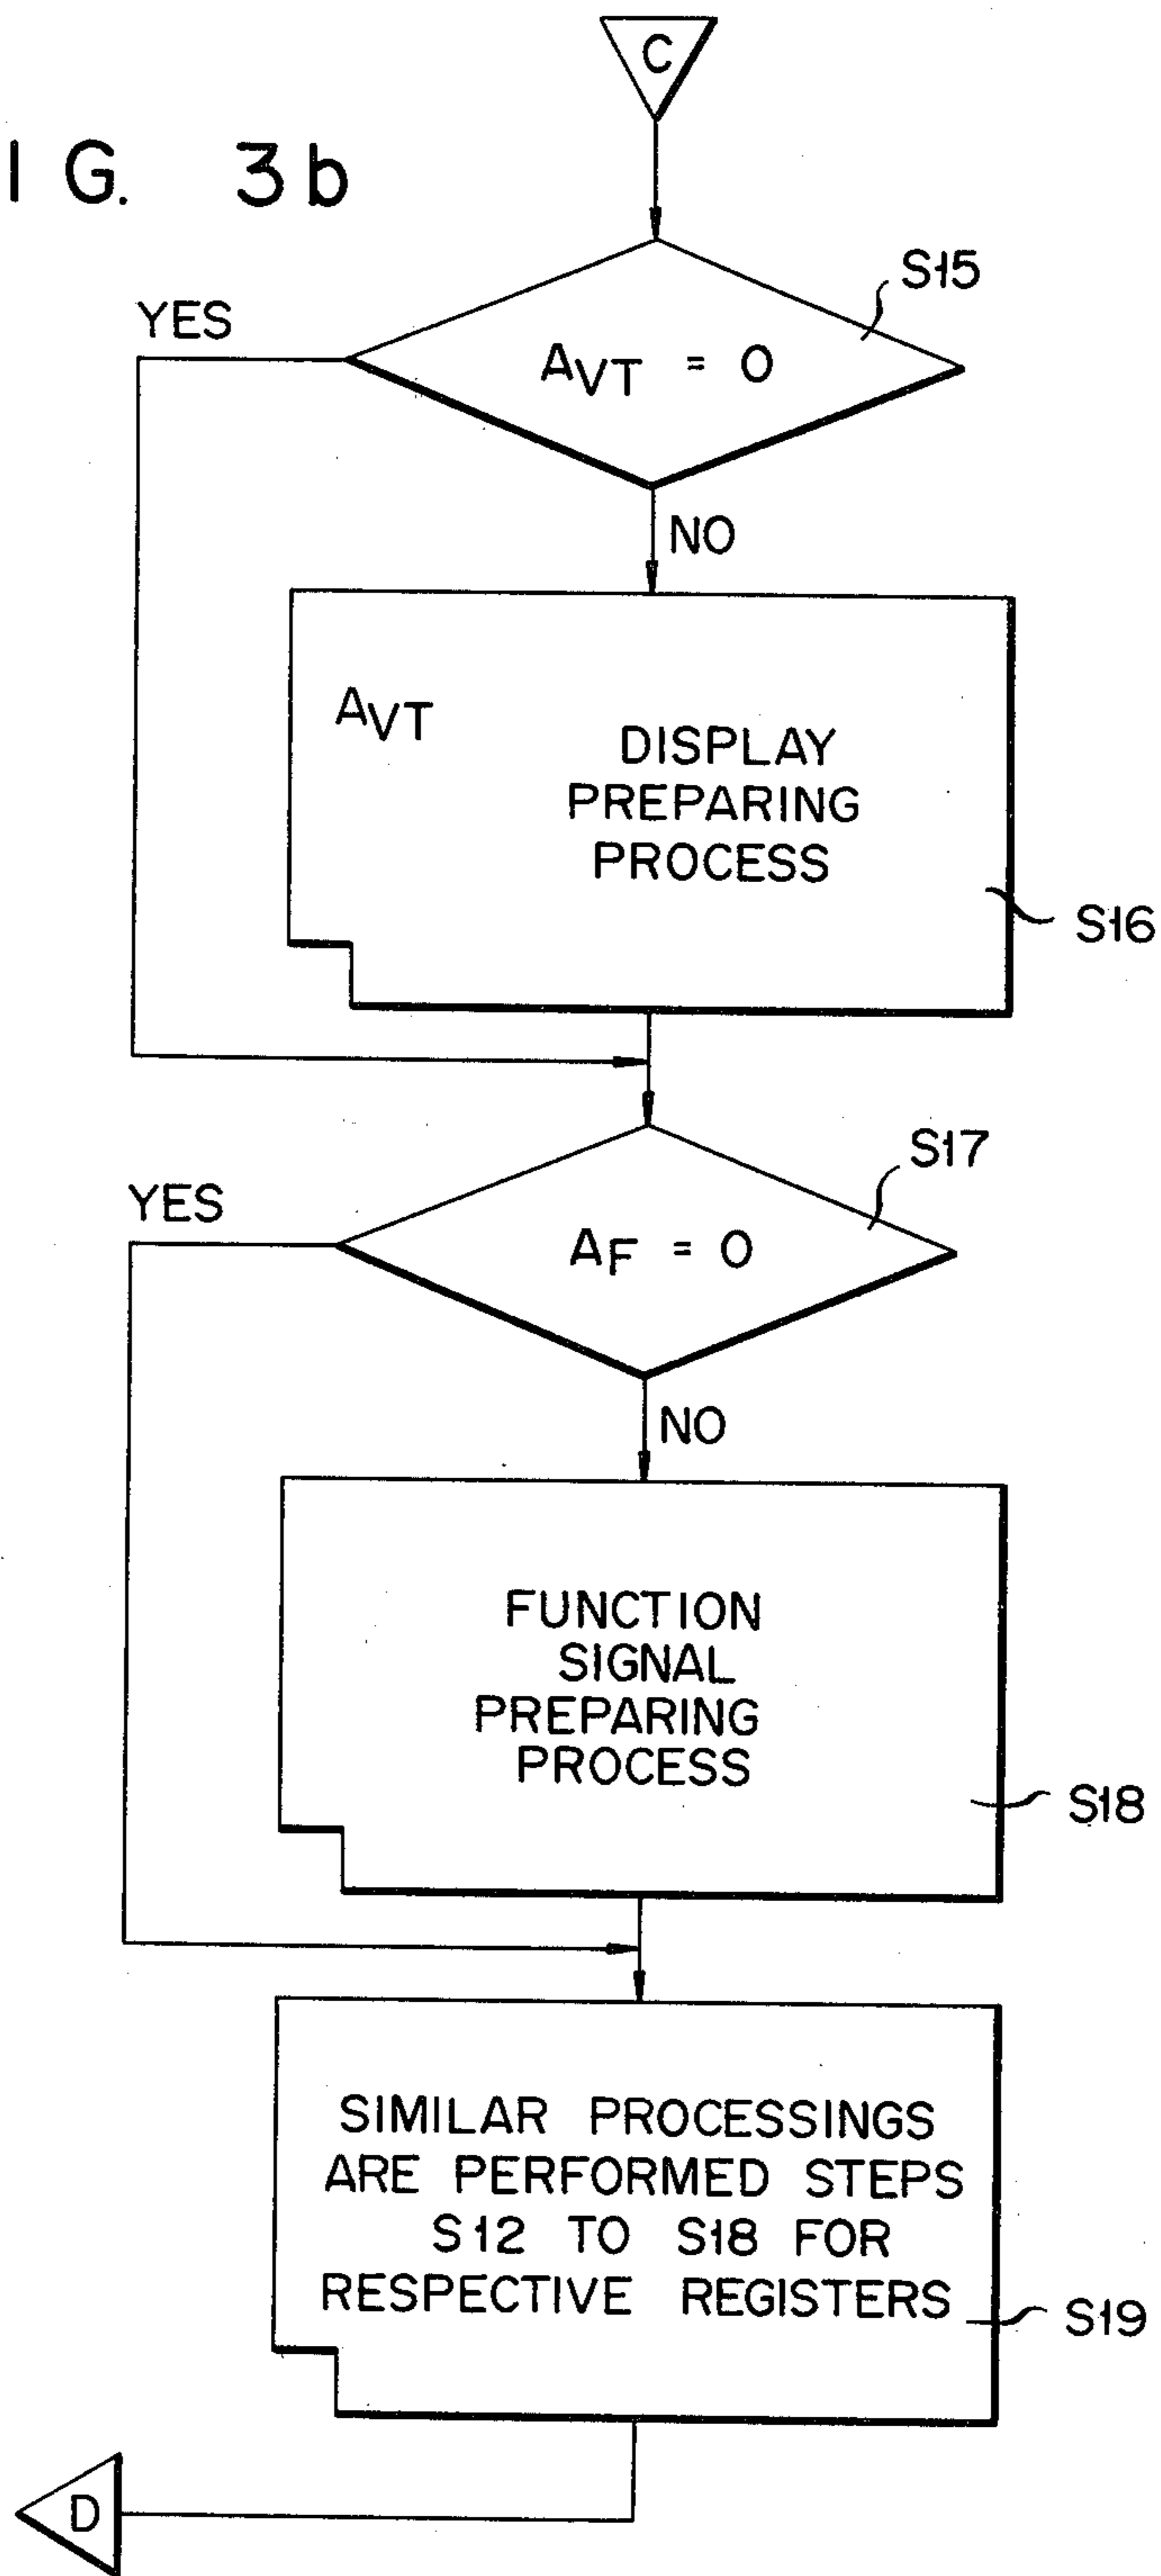 C
I G. 3b
S15
YES
AVT = 0
NO
AVT
DISPLAY
PREPARING
PROCESS
S16
S17
YES
AF = 0
NO
FUNCTION
SIGNAL
PREPARING
PROCESS
S18
SIMILAR PROCESSINGS
ARE PERFORMED STEPS
S12 TO S18 FOR
RESPECTIVE REGISTERS
S19
D